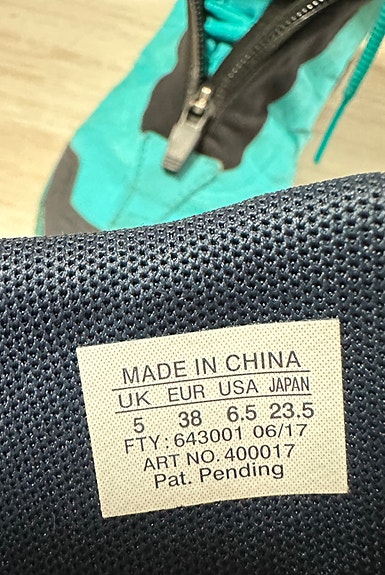 MADE IN CHINA
UK EUR USA JAPAN
5 38 6.5 23.5
FTY: 643001 06/17
ART NO. 400017
Pat. Pending